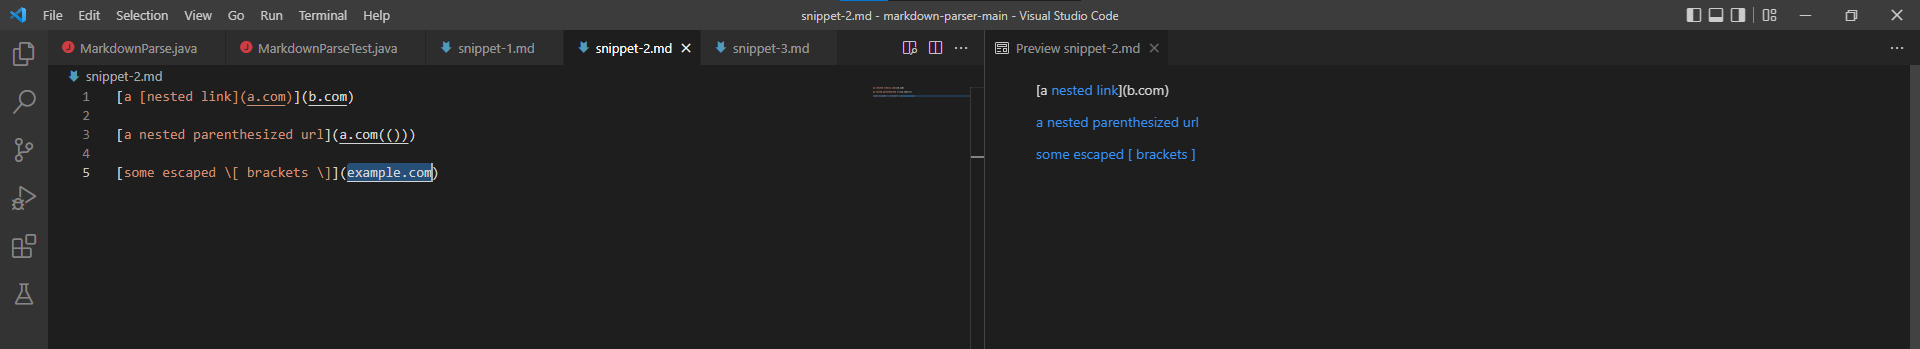 File Edit Selection View Go Run Terminal Help snippet-2.md - markdown-parser-main - Visual Studio Code
MarkdownParse.java MarkdownParseTest.java snippet-1.md snippet-2.md snippet-3.md
snippet-2.md
1 [a [nested link](a.com)](b.com)
2
3 [a nested parenthesized url](a.com(()))
4
5 [some escaped \[ brackets \]](example.com)
Preview snippet-2.md
[a nested link](b.com)
a nested parenthesized url
some escaped [ brackets ]